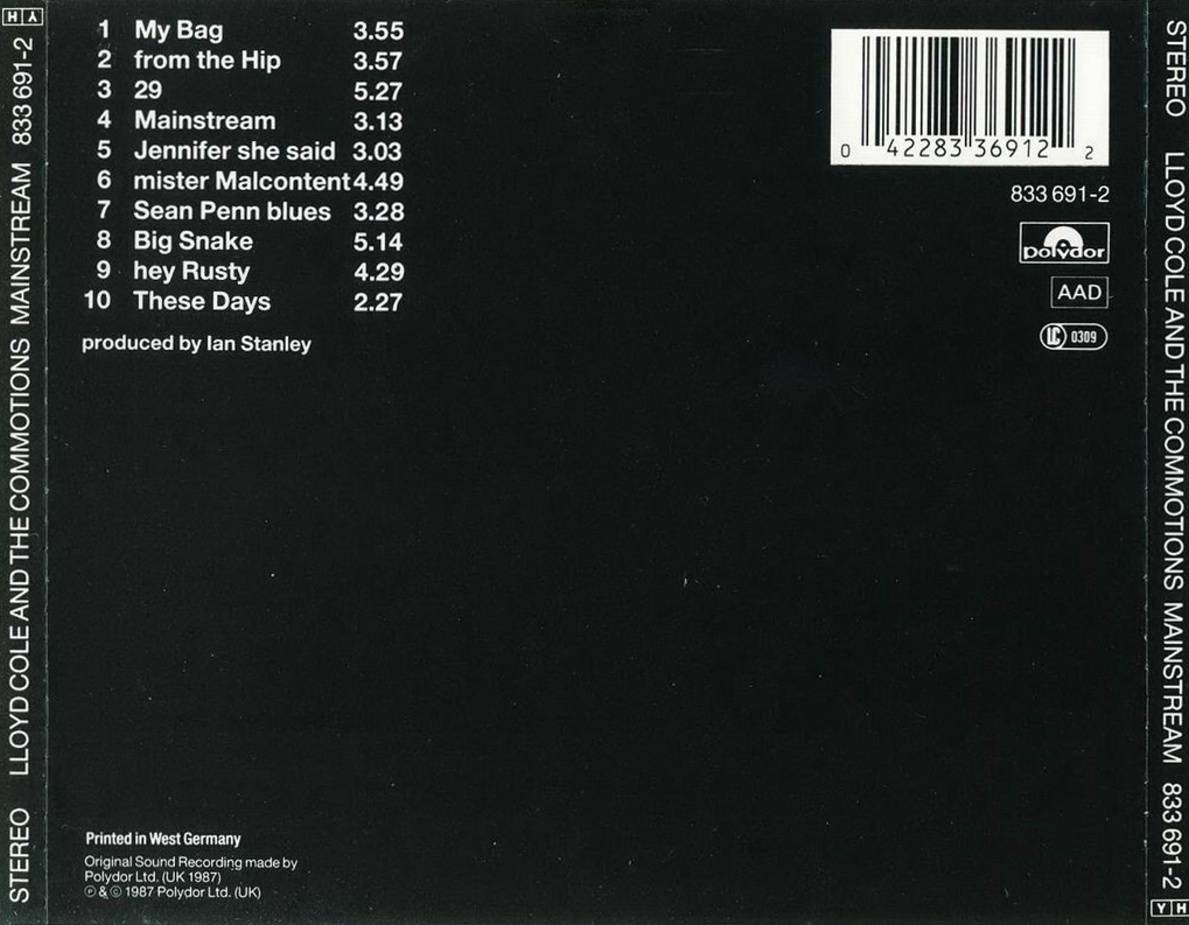 1 My Bag 3.55
2 from the Hip 3.57
3 29 5.27
4 Mainstream 3.13
5 Jennifer she said 3.03
6 mister Malcontent 4.49
7 Sean Penn blues 3.28
8 Big Snake 5.14
9 hey Rusty 4.29
10 These Days 2.27
produced by Ian Stanley
0 42283 36912 2
833 691-2
polydor
AAD
LC 0309
Printed in West Germany
Original Sound Recording made by
Polydor Ltd. (UK 1987)
℗ & © 1987 Polydor Ltd. (UK)
STEREO LLOYD COLE AND THE COMMOTIONS MAINSTREAM 833 691-2 Y H
STEREO LLOYD COLE AND THE COMMOTIONS MAINSTREAM 833 691-2 Y H